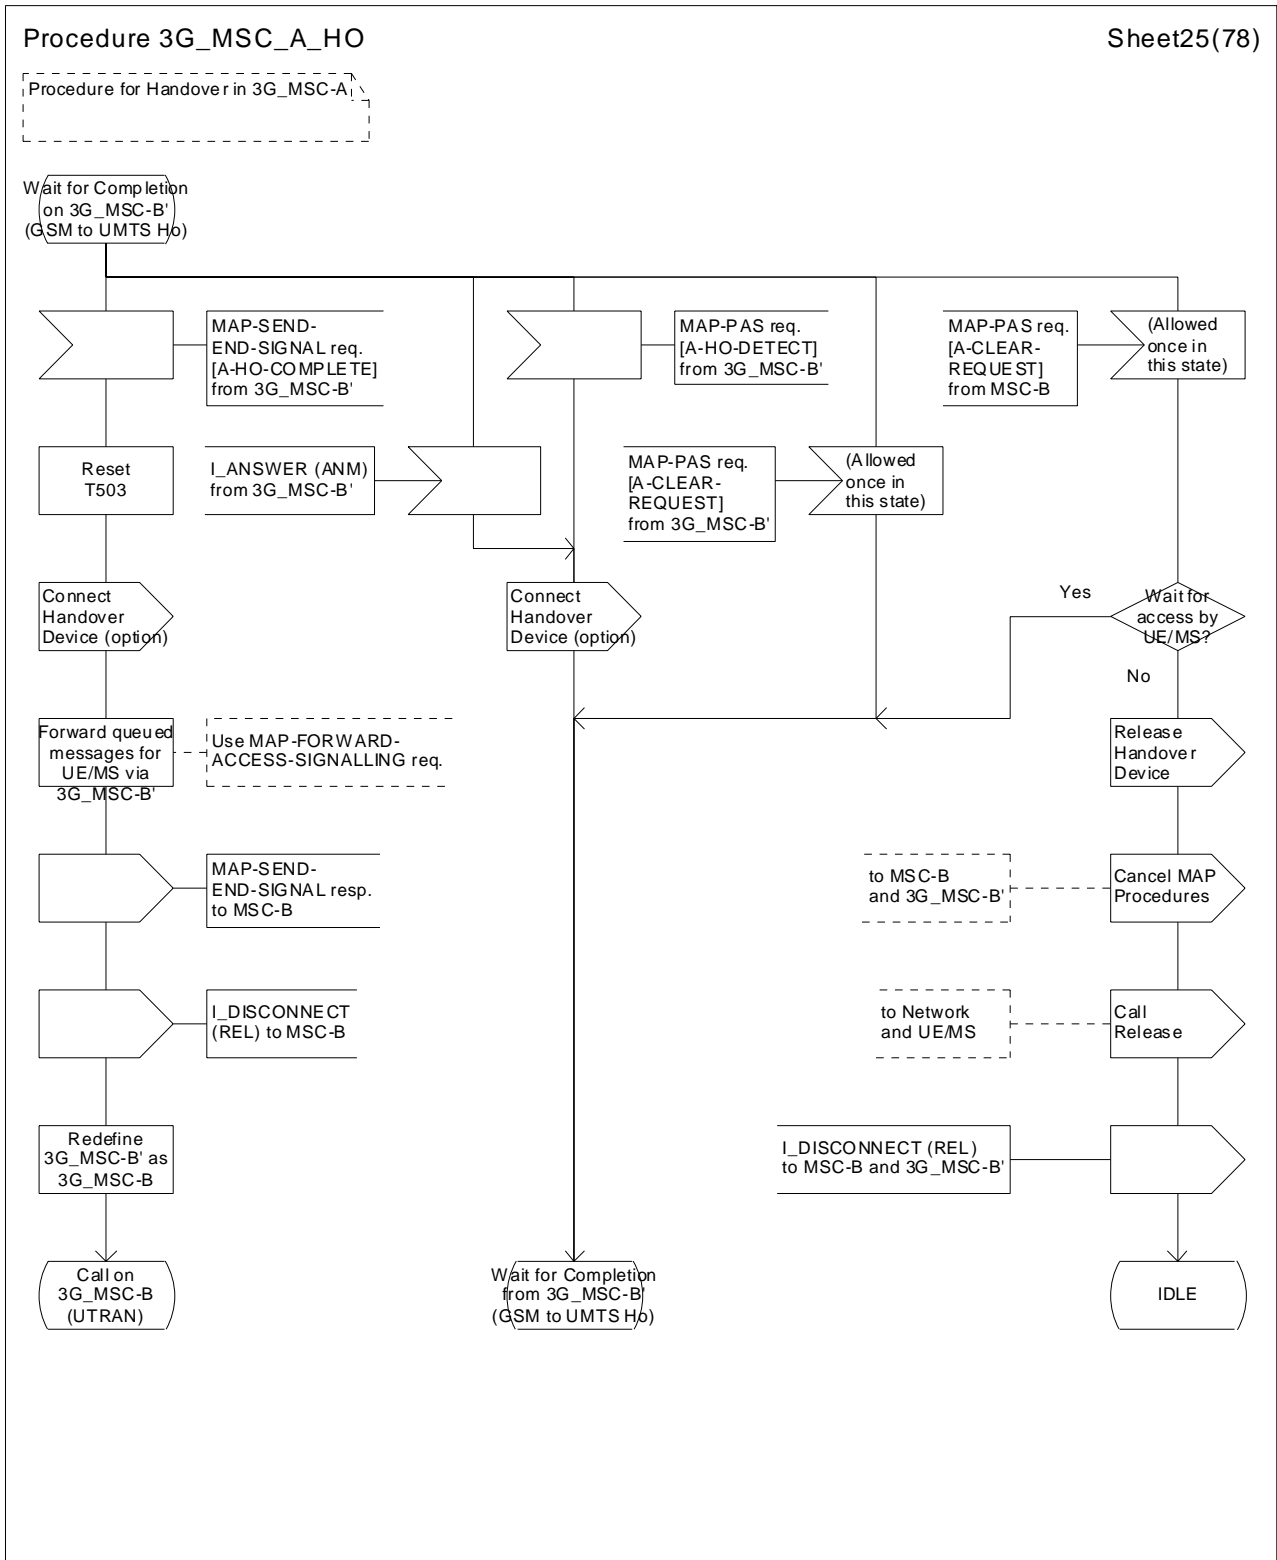 Procedure 3G_MSC_A_HO
Sheet25(78)
Procedure for Handover in 3G_MSC-A
Wait for Completion
on 3G_MSC-B'
(GSM to UMTS Ho)
MAP-SEND-
END-SIGNAL req.
[A-HO-COMPLETE]
from 3G_MSC-B'
MAP-PAS req.
[A-HO-DETECT]
from 3G_MSC-B'
MAP-PAS req.
[A-CLEAR-
REQUEST]
from MSC-B
(Allowed
once in
this state)
Reset
T503
I_ANSWER (ANM)
from 3G_MSC-B'
MAP-PAS req.
[A-CLEAR-
REQUEST]
from 3G_MSC-B'
(Allowed
once in
this state)
Connect
Handover
Device (option)
Connect
Handover
Device (option)
Yes
Wait for
access by
UE/MS?
No
Forward queued
messages for
UE/MS via
3G_MSC-B'
Use MAP-FORWARD-
ACCESS-SIGNALLING req.
Release
Handover
Device
MAP-SEND-
END-SIGNAL resp.
to MSC-B
to MSC-B
and 3G_MSC-B'
Cancel MAP
Procedures
I_DISCONNECT
(REL) to MSC-B
to Network
and UE/MS
Call
Release
Redefine
3G_MSC-B' as
3G_MSC-B
I_DISCONNECT (REL)
to MSC-B and 3G_MSC-B'
Call on
3G_MSC-B
(UTRAN)
Wait for Completion
from 3G_MSC-B'
(GSM to UMTS Ho)
IDLE